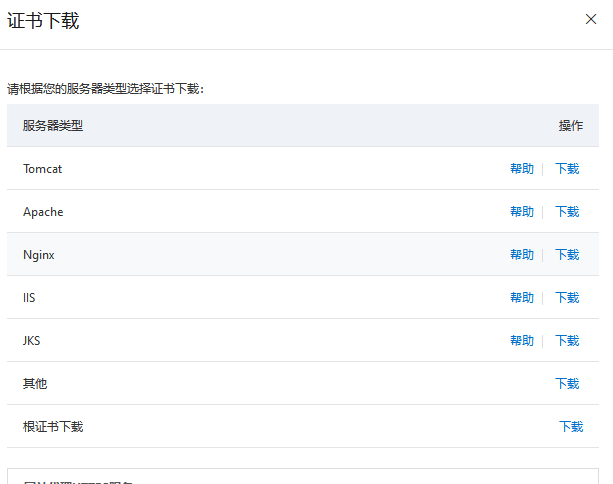 证书下载
请根据您的服务器类型选择证书下载:
服务器类型 操作
Tomcat 帮助 下载
Apache 帮助 下载
Nginx 帮助 下载
IIS 帮助 下载
JKS 帮助 下载
其他 下载
根证书下载 下载